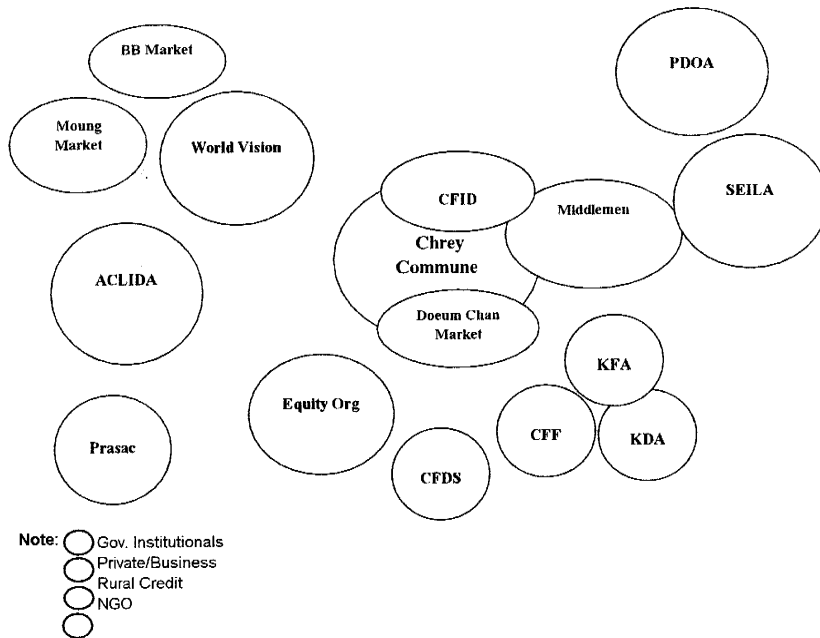 BB Market
PDOA
Moung
Market
World Vision
CFID
SEILA
Middlemen
Chrey
Commune
ACLIDA
Doeum Chan
Market
KFA
Equity Org
CFF
KDA
Prasac
CFDS
Note:
Gov. Institutionals
Private/Business
Rural Credit
NGO